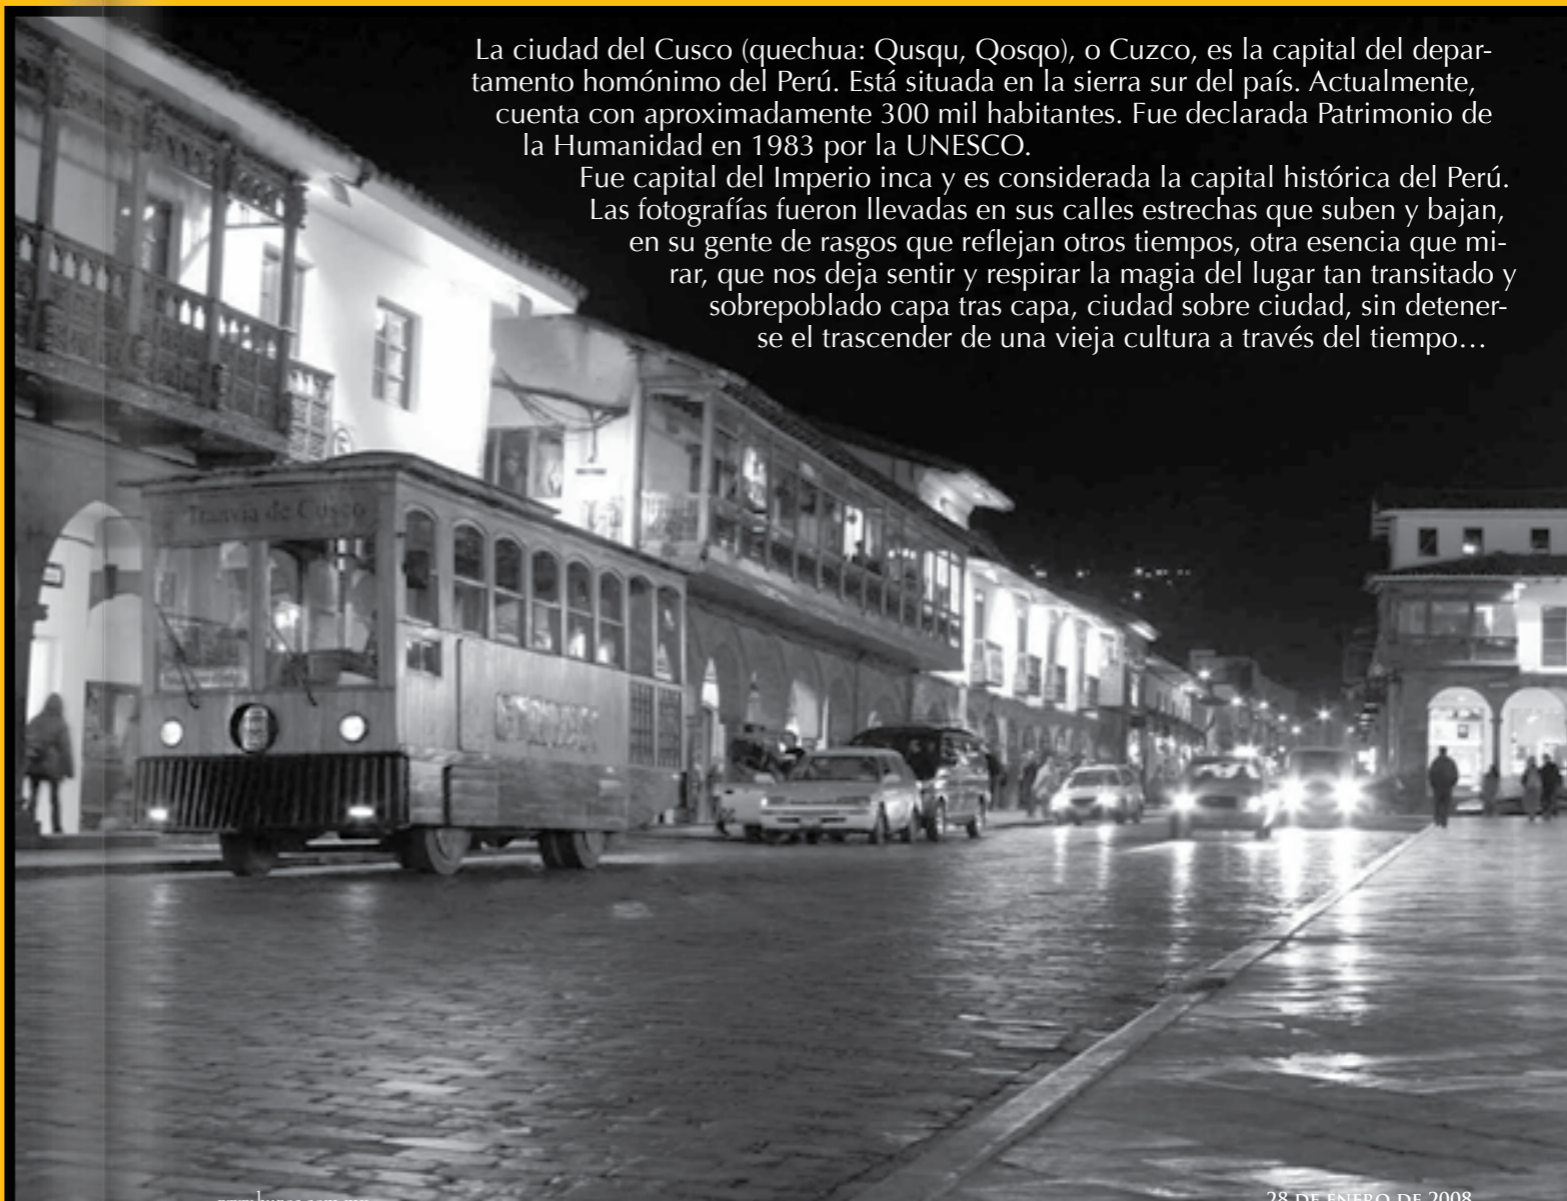 La ciudad del Cusco (quechua: Qusqu, Qosqo), o Cuzco, es la capital del depar-
tamento homónimo del Perú. Está situada en la sierra sur del país. Actualmente,
cuenta con aproximadamente 300 mil habitantes. Fue declarada Patrimonio de
la Humanidad en 1983 por la UNESCO.
Fue capital del Imperio inca y es considerada la capital histórica del Perú.
Las fotografías fueron llevadas en sus calles estrechas que suben y bajan,
en su gente de rasgos que reflejan otros tiempos, otra esencia que mi-
rar, que nos deja sentir y respirar la magia del lugar tan transitado y
sobrepoblado capa tras capa, ciudad sobre ciudad, sin detener-
se el trascender de una vieja cultura a través del tiempo…
Tranvia de Cusco
28 DE ENERO DE 2008